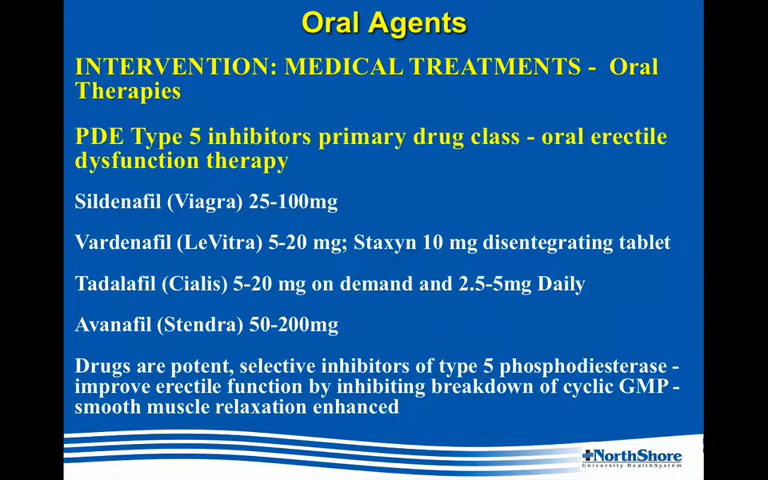 Oral Agents
INTERVENTION: MEDICAL TREATMENTS - Oral
Therapies
PDE Type 5 inhibitors primary drug class - oral erectile
dysfunction therapy
Sildenafil (Viagra) 25-100mg
Vardenafil (LeVitra) 5-20 mg; Staxyn 10 mg disentegrating tablet
Tadalafil (Cialis) 5-20 mg on demand and 2.5-5mg Daily
Avanafil (Stendra) 50-200mg
Drugs are potent, selective inhibitors of type 5 phosphodiesterase -
improve erectile function by inhibiting breakdown of cyclic GMP -
smooth muscle relaxation enhanced
NorthShore
University HealthSystem